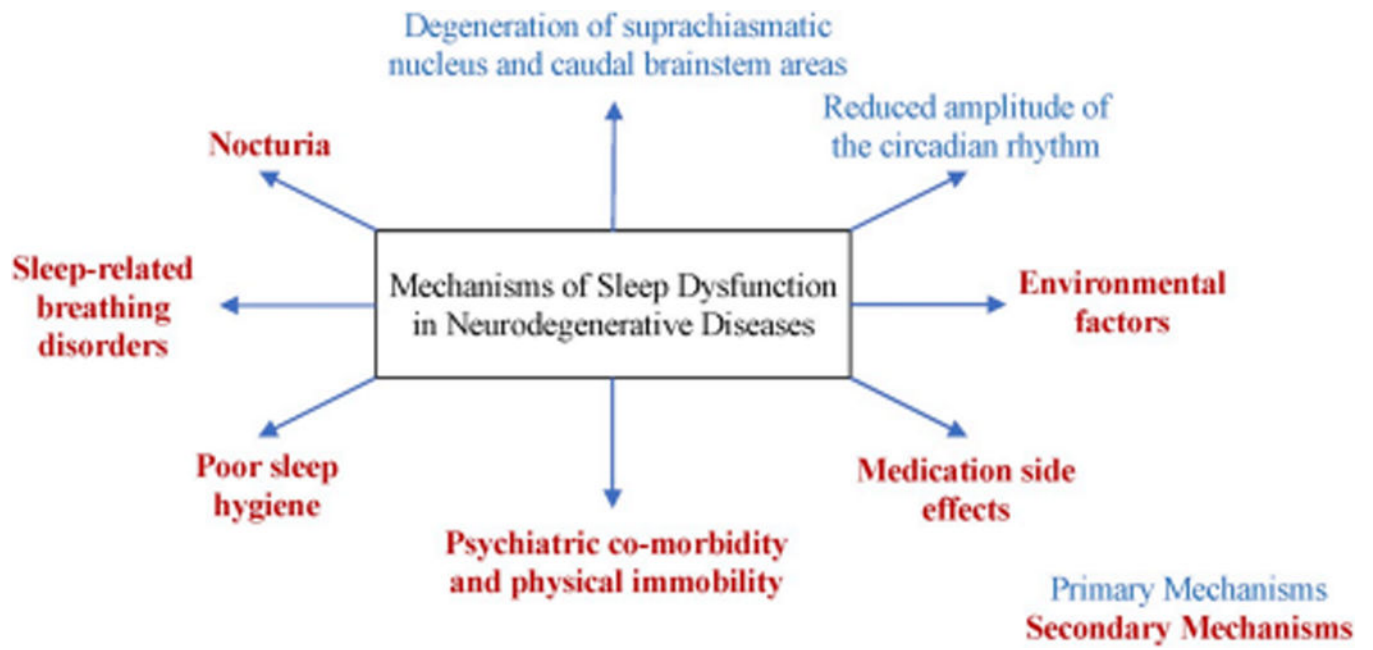 Degeneration of suprachiasmatic
nucleus and caudal brainstem areas
Reduced amplitude of
the circadian rhythm
Nocturia
Sleep-related
breathing
disorders
Mechanisms of Sleep Dysfunction
in Neurodegenerative Diseases
Environmental
factors
Poor sleep
hygiene
Medication side
effects
Psychiatric co-morbidity
and physical immobility
Primary Mechanisms
Secondary Mechanisms